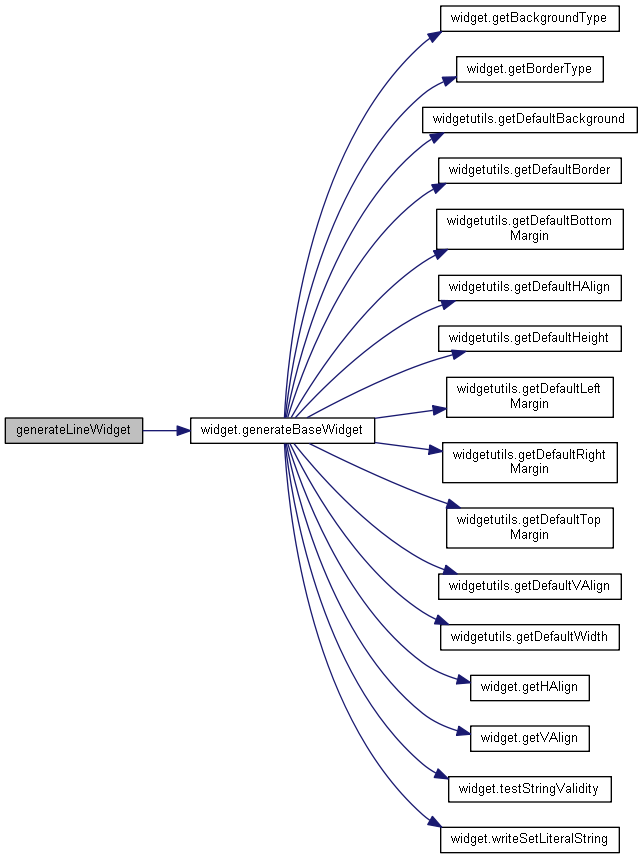 widget.getBackgroundType
widget.getBorderType
widgetutils.getDefaultBackground
widgetutils.getDefaultBorder
widgetutils.getDefaultBottom
Margin
widgetutils.getDefaultHAlign
widgetutils.getDefaultHeight
widgetutils.getDefaultLeft
Margin
generateLineWidget
widget.generateBaseWidget
widgetutils.getDefaultRight
Margin
widgetutils.getDefaultTop
Margin
widgetutils.getDefaultVAlign
widgetutils.getDefaultWidth
widget.getHAlign
widget.getVAlign
widget.testStringValidity
widget.writeSetLiteralString